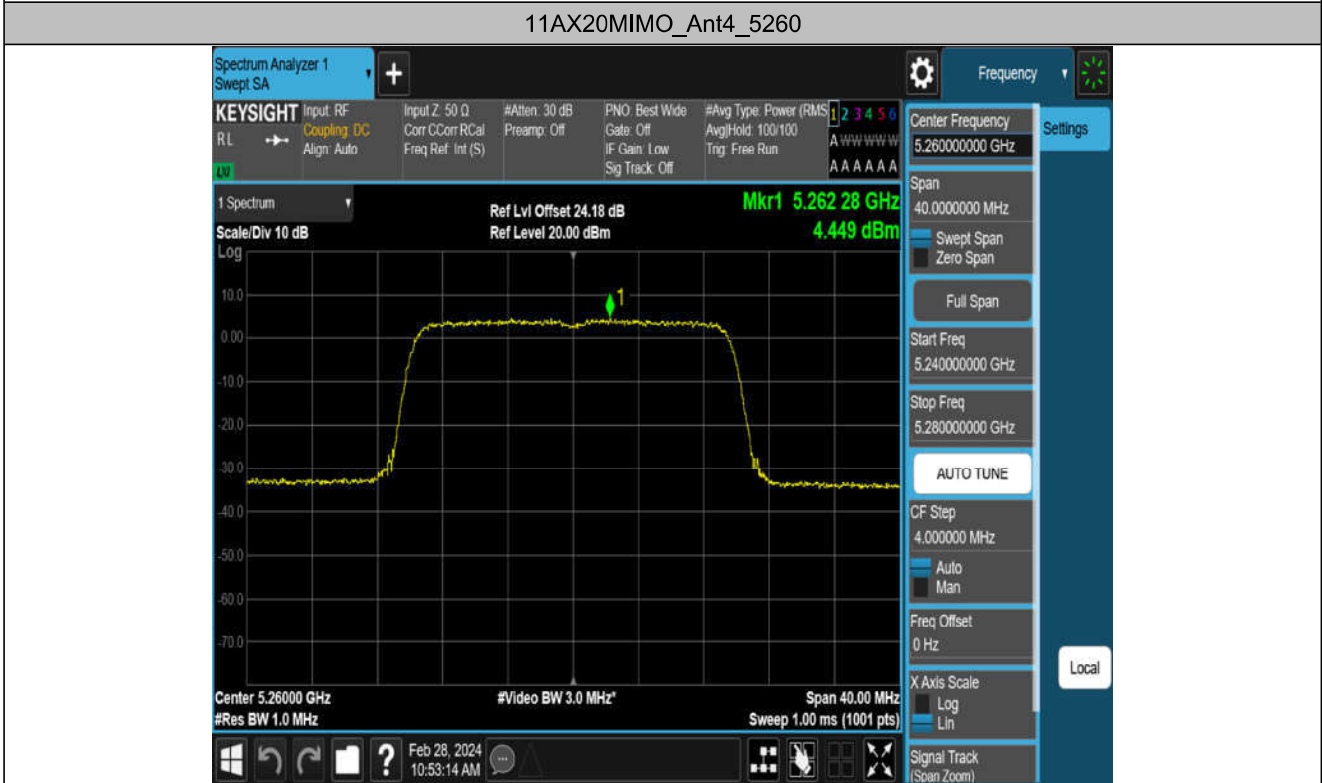 11AX20MIMO_Ant4_5260
Spectrum Analyzer 1
Swept SA
+
Frequency
KEYSIGHT
RL
LXI
Input: RF
Coupling: DC
Align: Auto
Input Z: 50 Ω
Corr CCorr RCal
Freq Ref: Int (S)
#Atten: 30 dB
Preamp: Off
PNO: Best Wide
Gate: Off
IF Gain: Low
Sig Track: Off
#Avg Type: Power (RMS
Avg|Hold: 100/100
Trig: Free Run
1 2 3 4 5 6
A W W W W W
A A A A A A
Center Frequency
5.260000000 GHz
Settings
1 Spectrum
Scale/Div 10 dB
Log
Ref Lvl Offset 24.18 dB
Ref Level 20.00 dBm
Mkr1 5.262 28 GHz
4.449 dBm
Span
40.0000000 MHz
Swept Span
Zero Span
Full Span
Start Freq
5.240000000 GHz
Stop Freq
5.280000000 GHz
AUTO TUNE
CF Step
4.000000 MHz
Auto
Man
Freq Offset
0 Hz
X Axis Scale
Log
Lin
Signal Track
(Span Zoom)
Local
1
10.0
0.00
-10.0
-20.0
-30.0
-40.0
-50.0
-60.0
-70.0
Center 5.26000 GHz
#Res BW 1.0 MHz
#Video BW 3.0 MHz*
Span 40.00 MHz
Sweep 1.00 ms (1001 pts)
?
Feb 28, 2024
10:53:14 AM